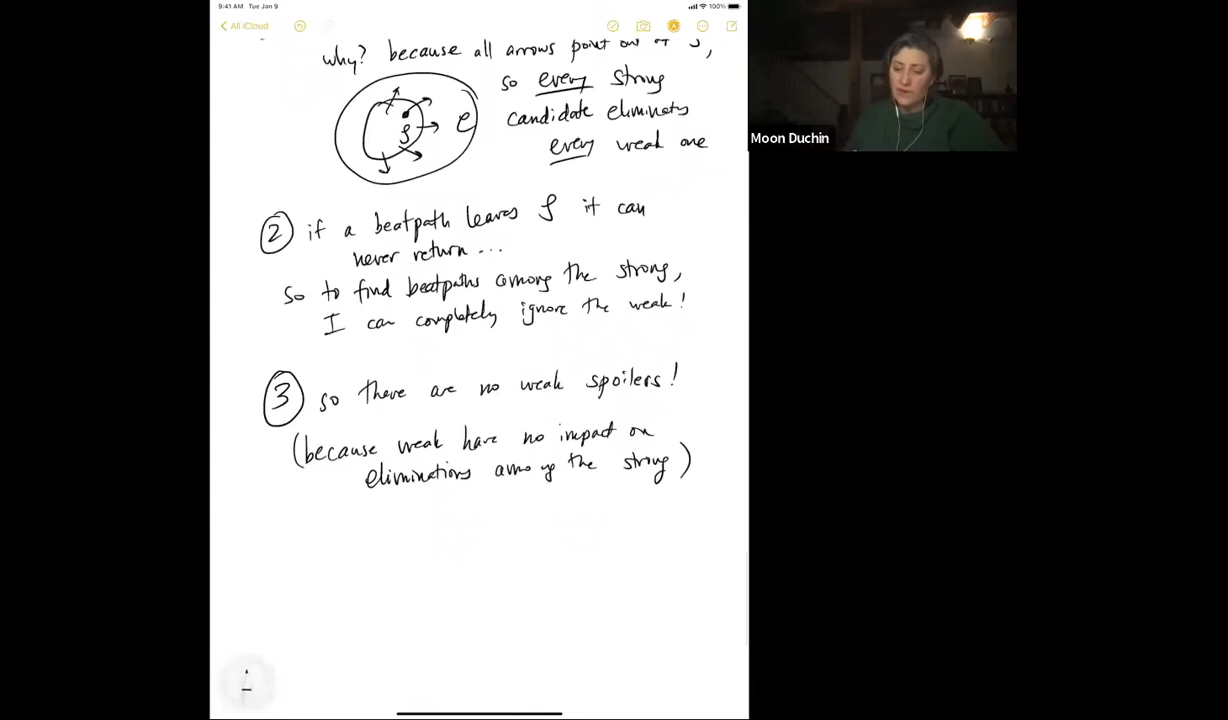 9:41 AM Tue Jan 9
100%
All iCloud
why? because all arrows point out of S,
so every strong
candidate eliminates
every weak one
S
C
2 if a beatpath leaves S it can
never return...
so to find beatpaths among the strong,
I can completely ignore the weak!
3 so there are no weak spoilers!
(because weak have no impact on
eliminations among the strong)
Moon Duchin